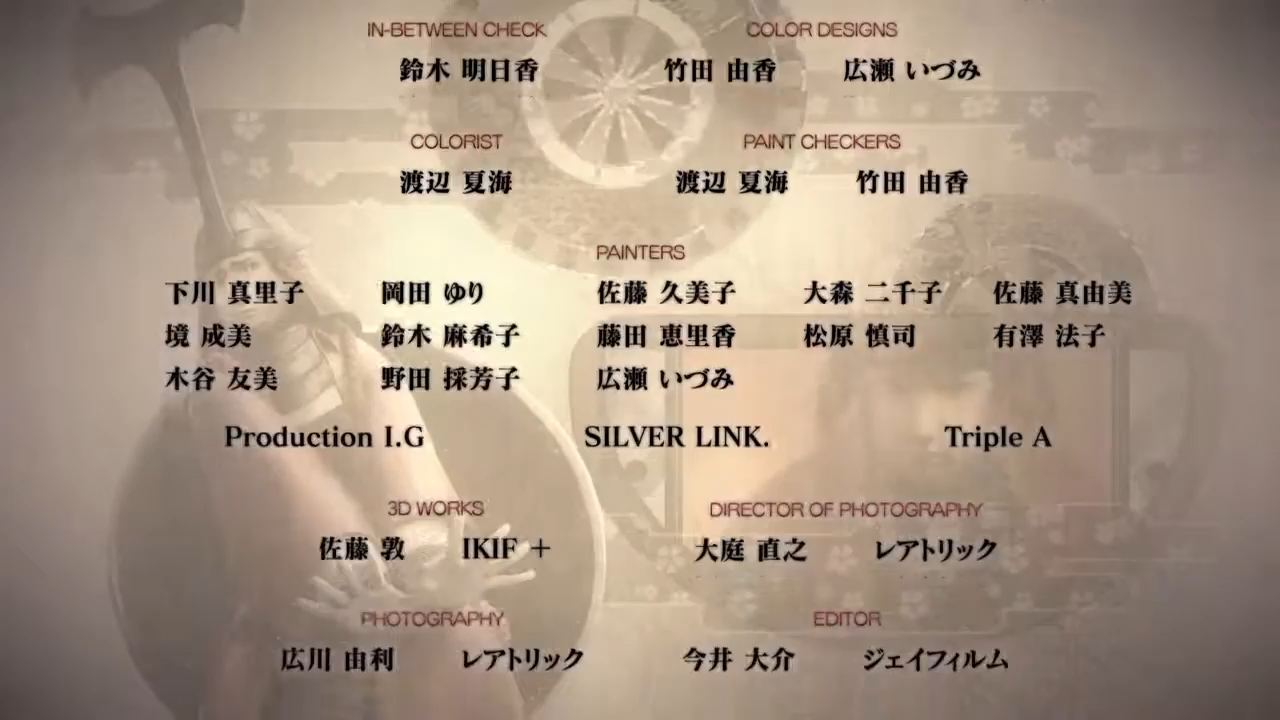 IN-BETWEEN CHECK COLOR DESIGNS
鈴木 明日香 竹田 由香 広瀬 いづみ
COLORIST PAINT CHECKERS
渡辺 夏海 渡辺 夏海 竹田 由香
PAINTERS
下川 真里子 岡田 ゆり 佐藤 久美子 大森 二千子 佐藤 真由美
境 成美 鈴木 麻希子 藤田 恵里香 松原 慎司 有澤 法子
木谷 友美 野田 採芳子 広瀬 いづみ
Production I.G SILVER LINK. Triple A
3D WORKS DIRECTOR OF PHOTOGRAPHY
佐藤 敦 IKIF + 大庭 直之 レアトリック
PHOTOGRAPHY EDITOR
広川 由利 レアトリック 今井 大介 ジェイフィルム